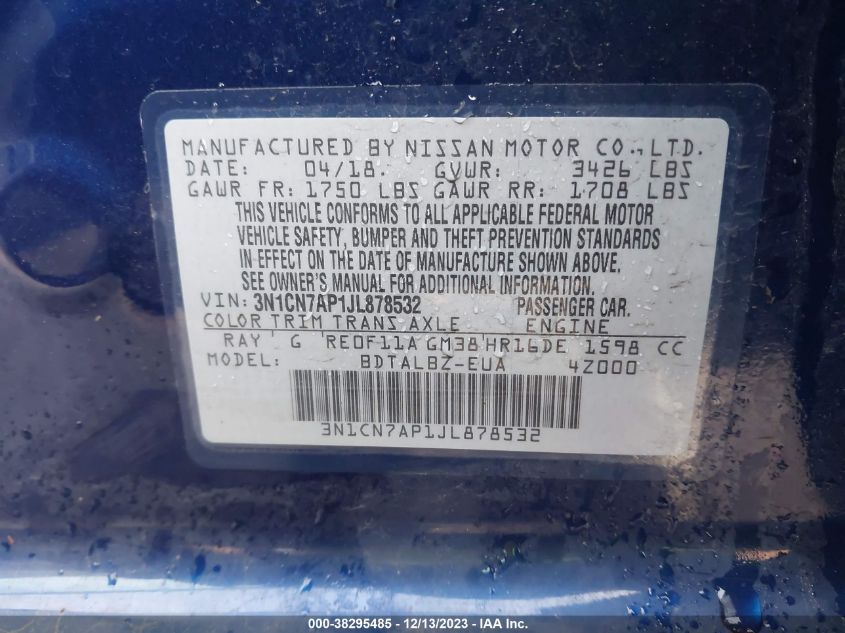 MANUFACTURED BY NISSAN MOTOR CO., LTD.
DATE: 04/18. GVWR: 3426 LBS
GAWR FR: 1750 LBS GAWR RR: 1708 LBS
THIS VEHICLE CONFORMS TO ALL APPLICABLE FEDERAL MOTOR
VEHICLE SAFETY, BUMPER AND THEFT PREVENTION STANDARDS
IN EFFECT ON THE DATE OF MANUFACTURE SHOWN ABOVE.
SEE OWNER'S MANUAL FOR ADDITIONAL INFORMATION.
VIN: 3N1CN7AP1JL878532 PASSENGER CAR.
COLOR TRIM TRANS AXLE ENGINE
RAY G RE0F11A GM38 HR16DE 1598 CC
MODEL: BDTALBZ-EUA 4Z000
3N1CN7AP1JL878532
000-38295485 - 12/13/2023 - IAA Inc.